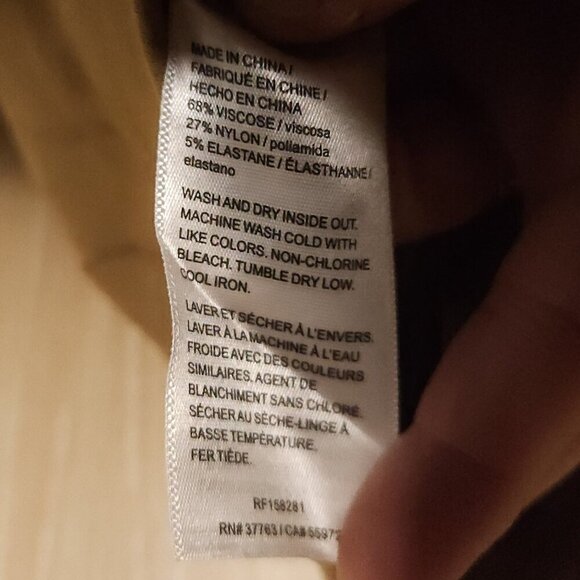 MADE IN CHINA /
FABRIQUÉ EN CHINE /
HECHO EN CHINA
68% VISCOSE / viscosa
27% NYLON / poliamida
5% ELASTANE / ÉLASTHANNE /
elastano
WASH AND DRY INSIDE OUT.
MACHINE WASH COLD WITH
LIKE COLORS. NON-CHLORINE
BLEACH. TUMBLE DRY LOW.
COOL IRON.
LAVER ET SÉCHER À L'ENVERS.
LAVER À LA MACHINE À L'EAU
FROIDE AVEC DES COULEURS
SIMILAIRES. AGENT DE
BLANCHIMENT SANS CHLORE.
SÉCHER AU SÈCHE-LINGE À
BASSE TEMPÉRATURE.
FER TIÈDE.
RF158281
RN# 37763 / CA#